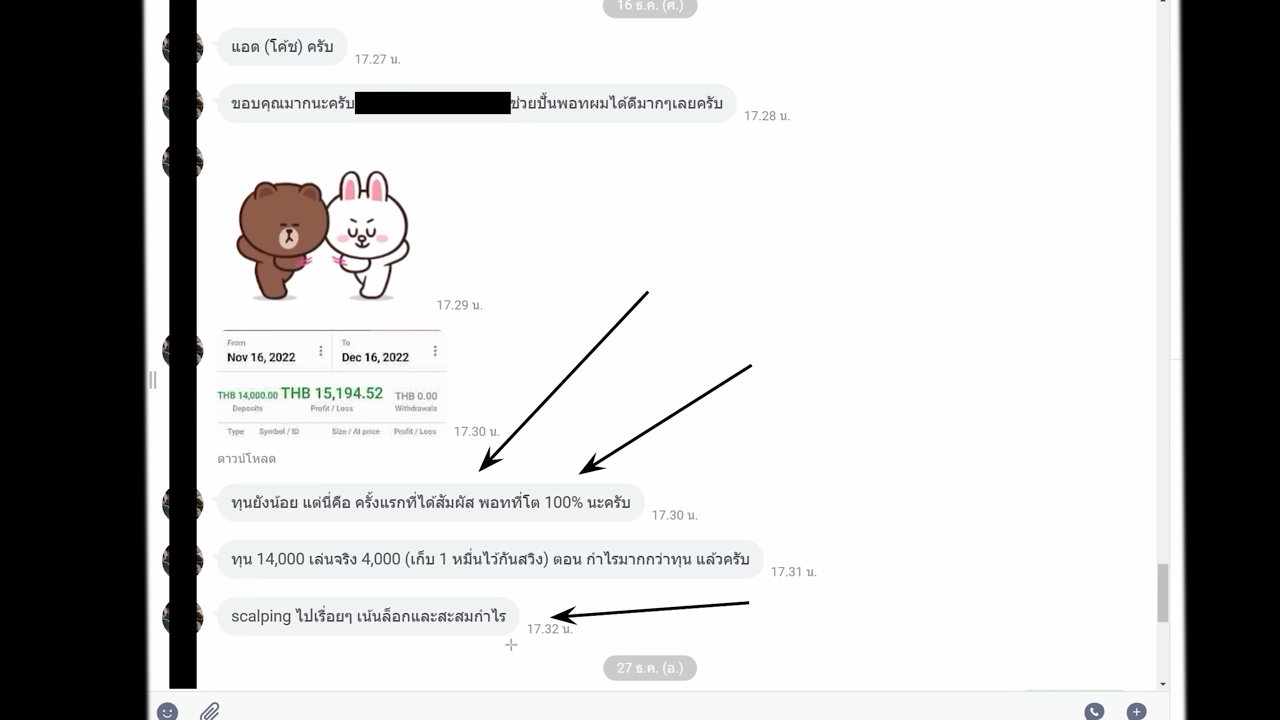 16 ธ.ค. (ศ.)
แอด (โค้ช) ครับ
17.27 น.
ขอบคุณมากนะครับ ช่วยปั้นพอทผมได้ดีมากๆเลยครับ
17.28 น.
17.29 น.
From To
Nov 16, 2022 Dec 16, 2022
THB 14,000.00 THB 15,194.52 THB 0.00
Deposits Profit / Loss Withdrawals
Type Symbol / ID Size / At price Profit / Loss
17.30 น.
ดาวน์โหลด
ทุนยังน้อย แต่นี่คือ ครั้งแรกที่ได้สัมผัส พอทที่โต 100% นะครับ
17.30 น.
ทุน 14,000 เล่นจริง 4,000 (เก็บ 1 หมื่นไว้กันสวิง) ตอน กำไรมากกว่าทุน แล้วครับ
17.31 น.
scalping ไปเรื่อยๆ เน้นล็อกและสะสมกำไร
17.32 น.
27 ธ.ค. (อ.)